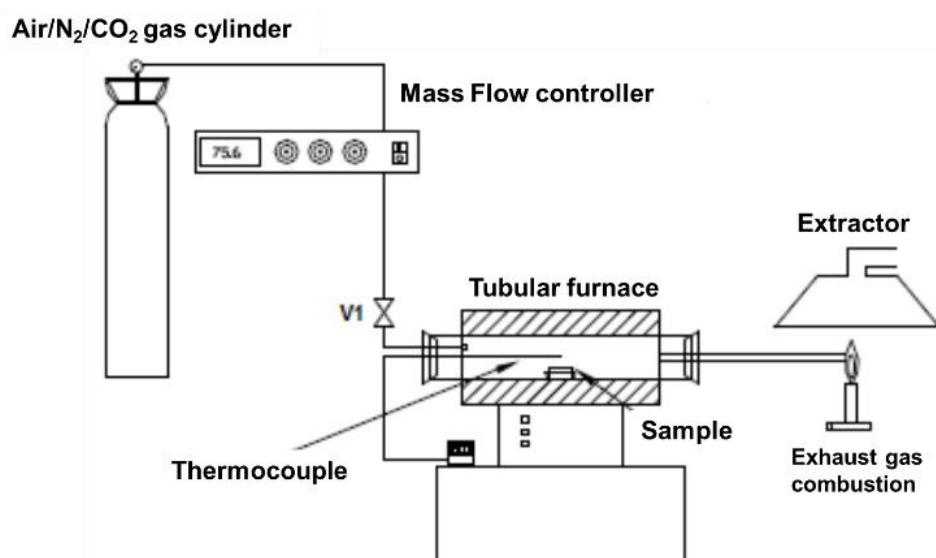 Air/N₂/CO₂ gas cylinder
Mass Flow controller
75.6
Extractor
Tubular furnace
V1
Sample
Thermocouple
Exhaust gas
combustion